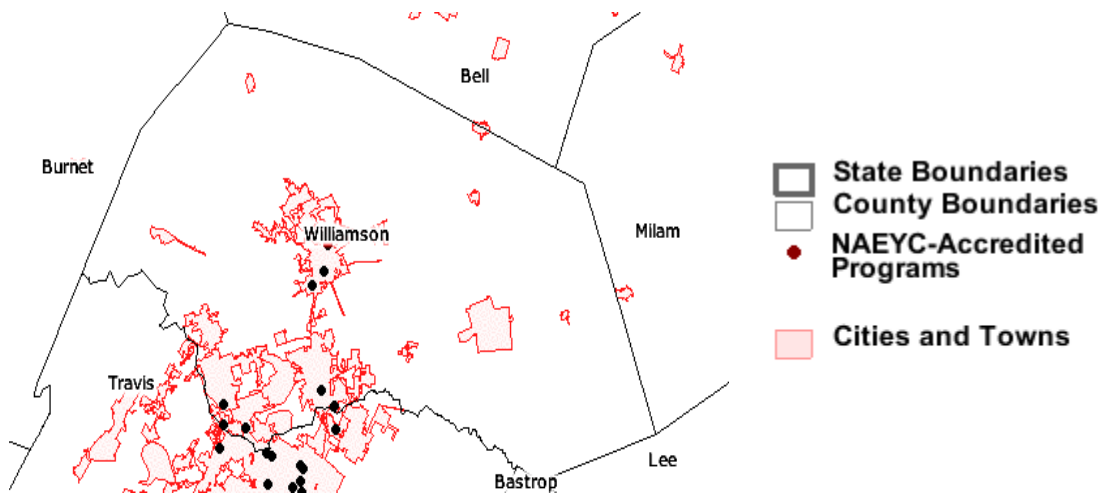 Bell
Burnet
Williamson
Milam
Travis
Lee
Bastrop
State Boundaries
County Boundaries
NAEYC-Accredited
Programs
Cities and Towns